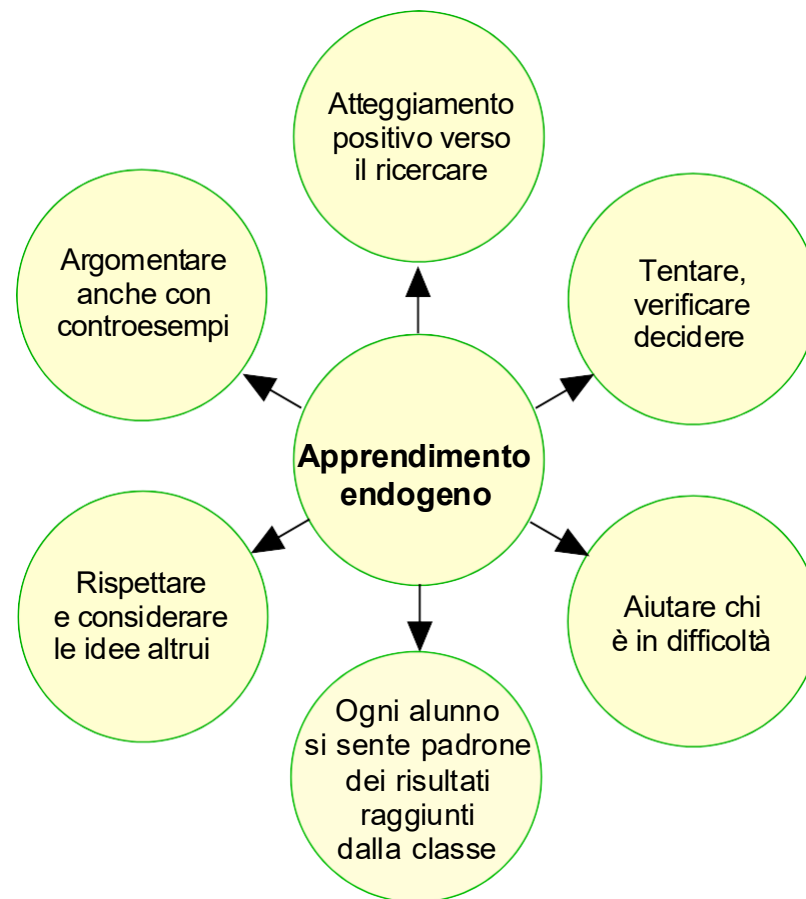 Atteggiamento
positivo verso
il ricercare
Argomentare
anche con
controesempi
Tentare,
verificare
decidere
Apprendimento
endogeno
Rispettare
e considerare
le idee altrui
Aiutare chi
è in difficoltà
Ogni alunno
si sente padrone
dei risultati
raggiunti
dalla classe